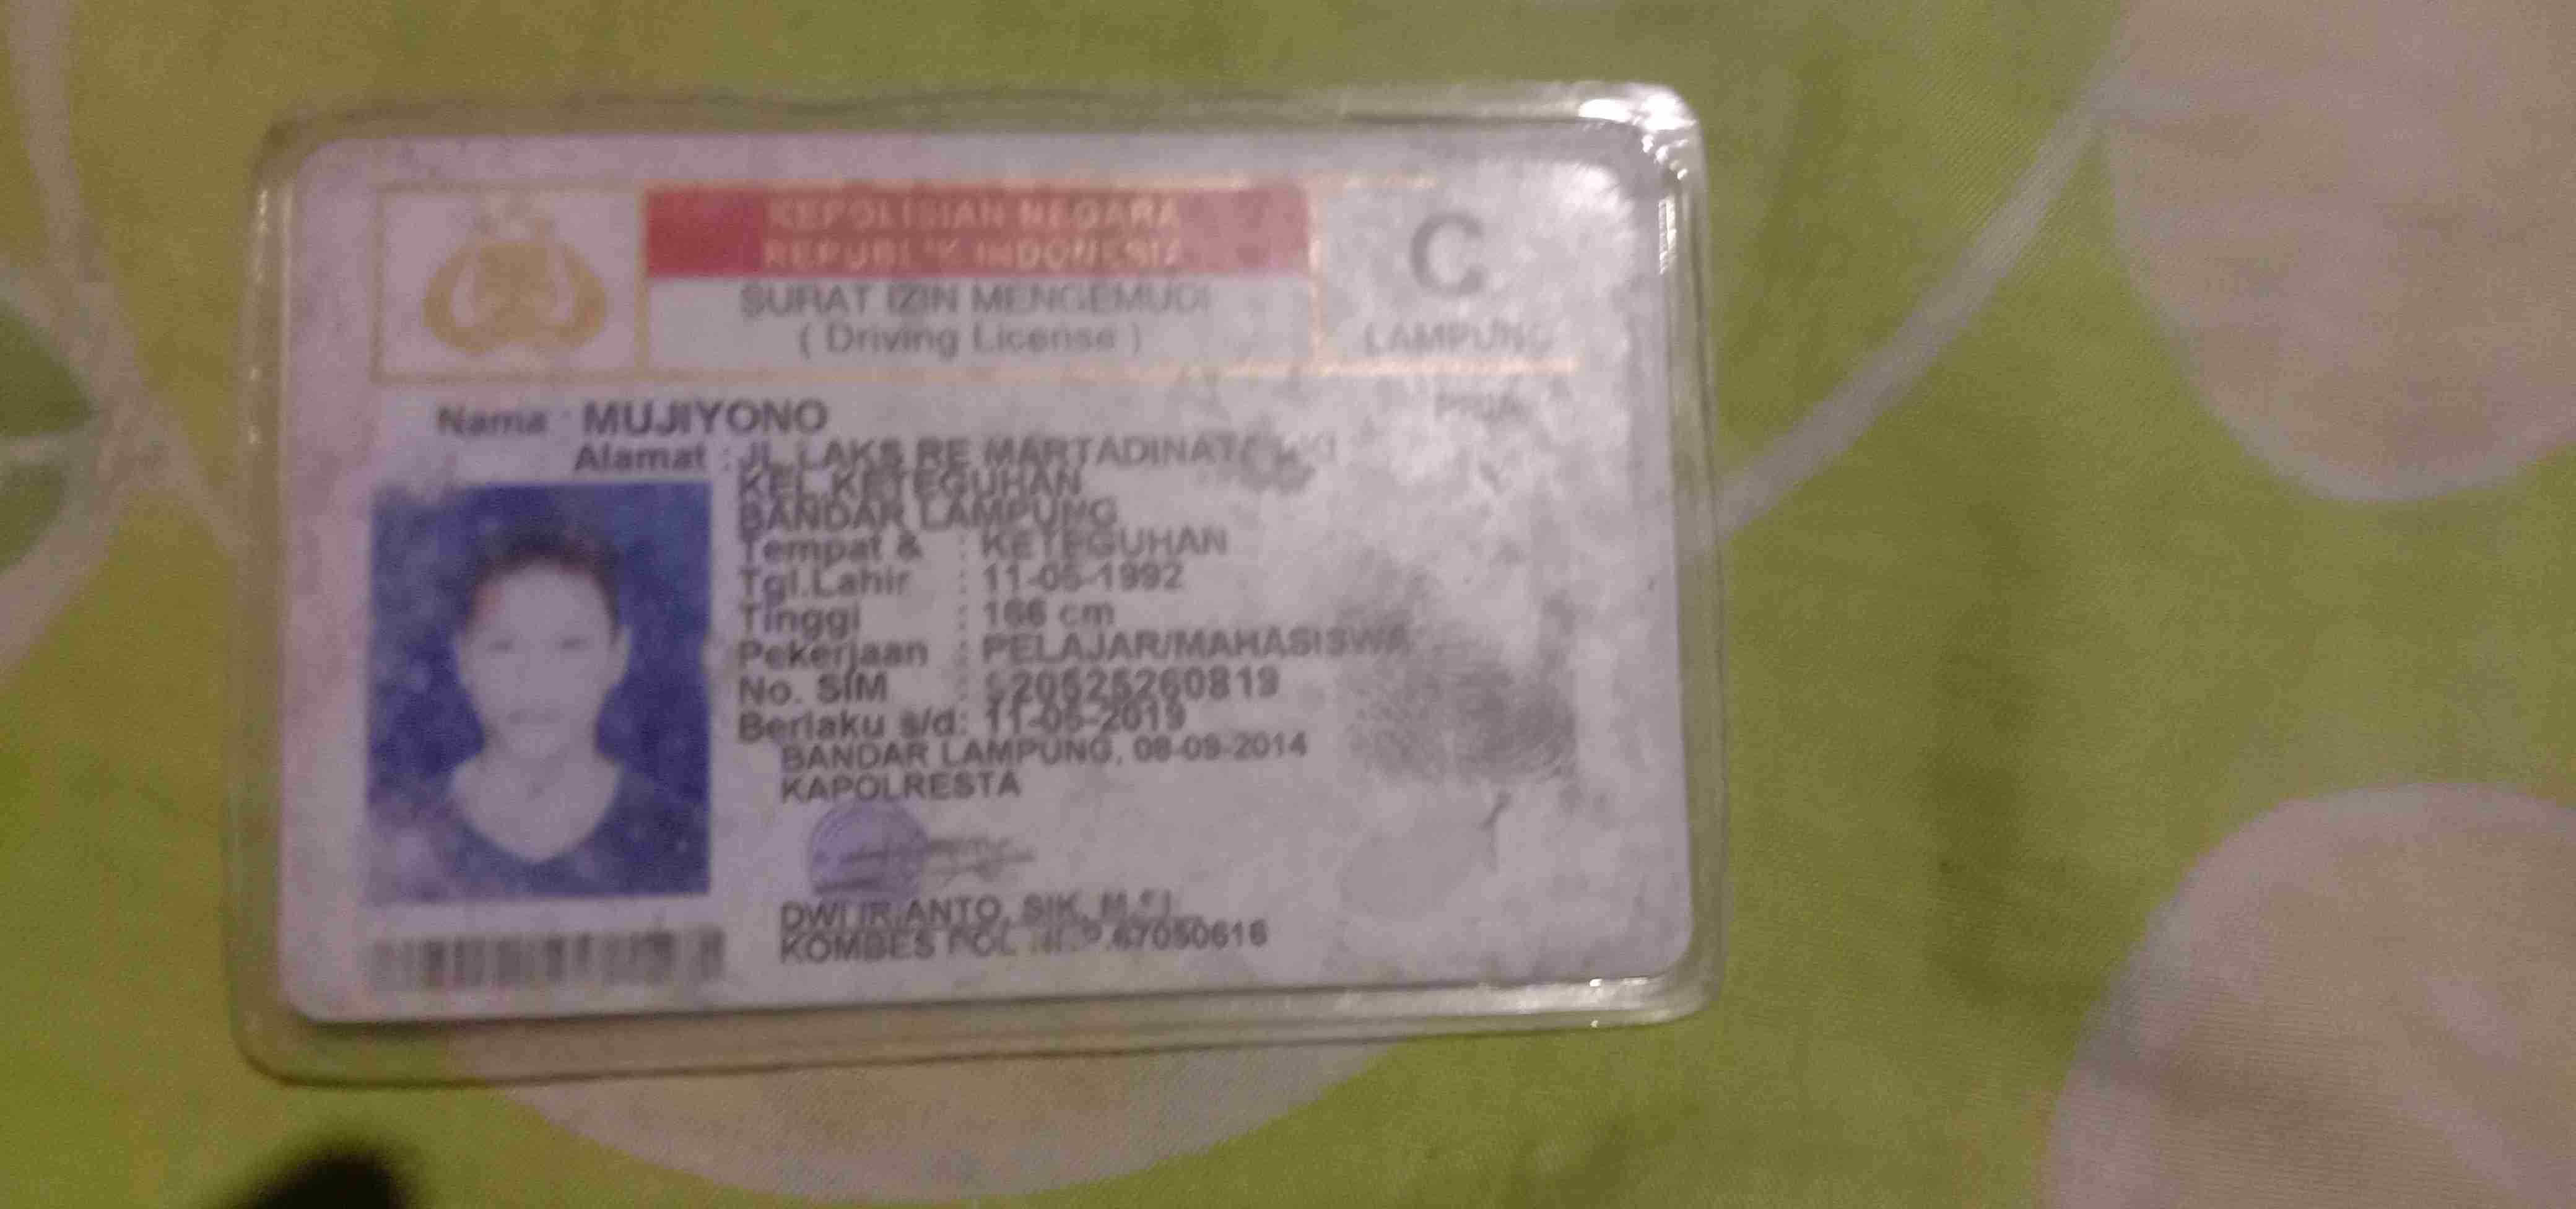 KEPOLISIAN NEGARA
REPUBLIK INDONESIA
SURAT IZIN MENGEMUDI
( Driving License )
C
LAMPUNG
PRIA
Nama : MUJIYONO
Alamat : JL.LAKS RE MARTADINATA
KEL.KETEGUHAN
BANDAR LAMPUNG
Tempat & : KETEGUHAN
Tgl.Lahir : 11-05-1992
Tinggi : 166 cm
Pekerjaan : PELAJAR/MAHASISWA
No. SIM :
Berlaku s/d: 11-05-2019
BANDAR LAMPUNG, 08-09-2014
KAPOLRESTA
DWI IRIANTO, SIK, M.SI
KOMBES POL 67050616